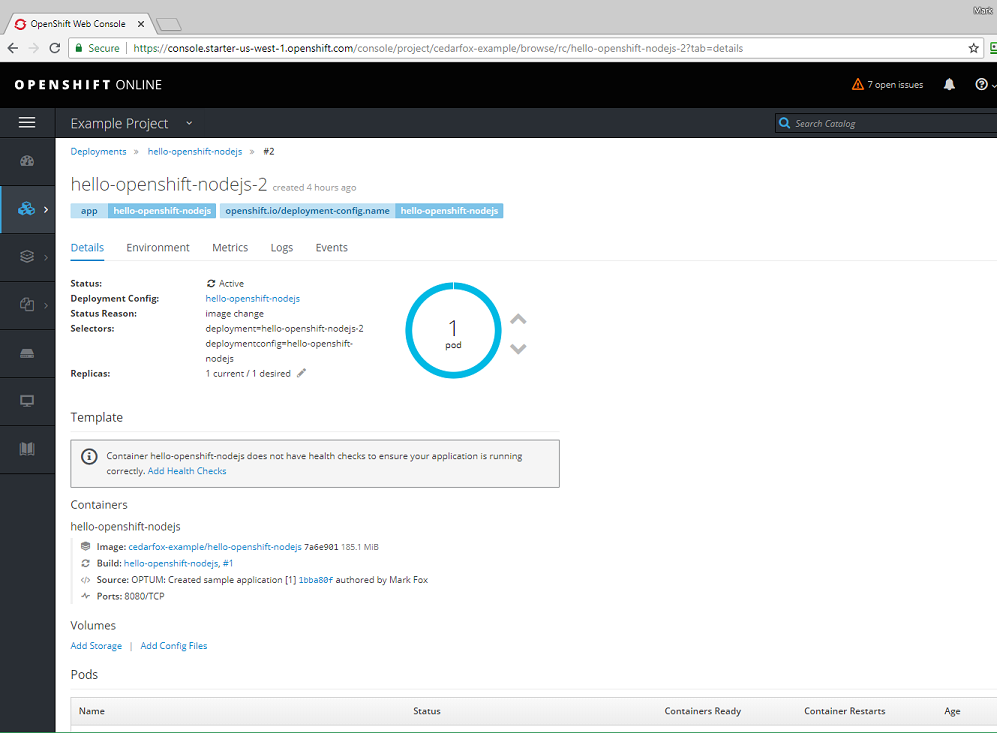 Mark
OpenShift Web Console
Secure https://console.starter-us-west-1.openshift.com/console/project/cedarfox-example/browse/rc/hello-openshift-nodejs-2?tab=details
OPENSHIFT ONLINE
7 open issues
Example Project
Search Catalog
Deployments » hello-openshift-nodejs » #2
hello-openshift-nodejs-2 created 4 hours ago
app hello-openshift-nodejs openshift.io/deployment-config.name hello-openshift-nodejs
Details Environment Metrics Logs Events
Status: Active
Deployment Config: hello-openshift-nodejs
Status Reason: image change
Selectors: deployment=hello-openshift-nodejs-2
deploymentconfig=hello-openshift-
nodejs
Replicas: 1 current / 1 desired
1
pod
Template
Container hello-openshift-nodejs does not have health checks to ensure your application is running
correctly. Add Health Checks
Containers
hello-openshift-nodejs
Image: cedarfox-example/hello-openshift-nodejs 7a6e901 185.1 MiB
Build: hello-openshift-nodejs, #1
Source: OPTUM: Created sample application [1] 1bba80f authored by Mark Fox
Ports: 8080/TCP
Volumes
Add Storage | Add Config Files
Pods
Name Status Containers Ready Container Restarts Age